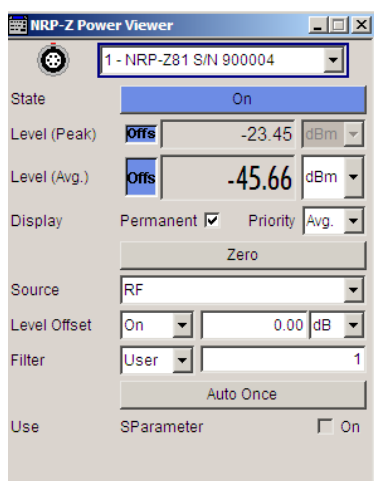 NRP-Z Power Viewer
1 - NRP-Z81 S/N 900004
State On
Level (Peak) Offs -23.45 dBm
Level (Avg.) Offs -45.66 dBm
Display Permanent Priority Avg.
Zero
Source RF
Level Offset On 0.00 dB
Filter User 1
Auto Once
Use SParameter On